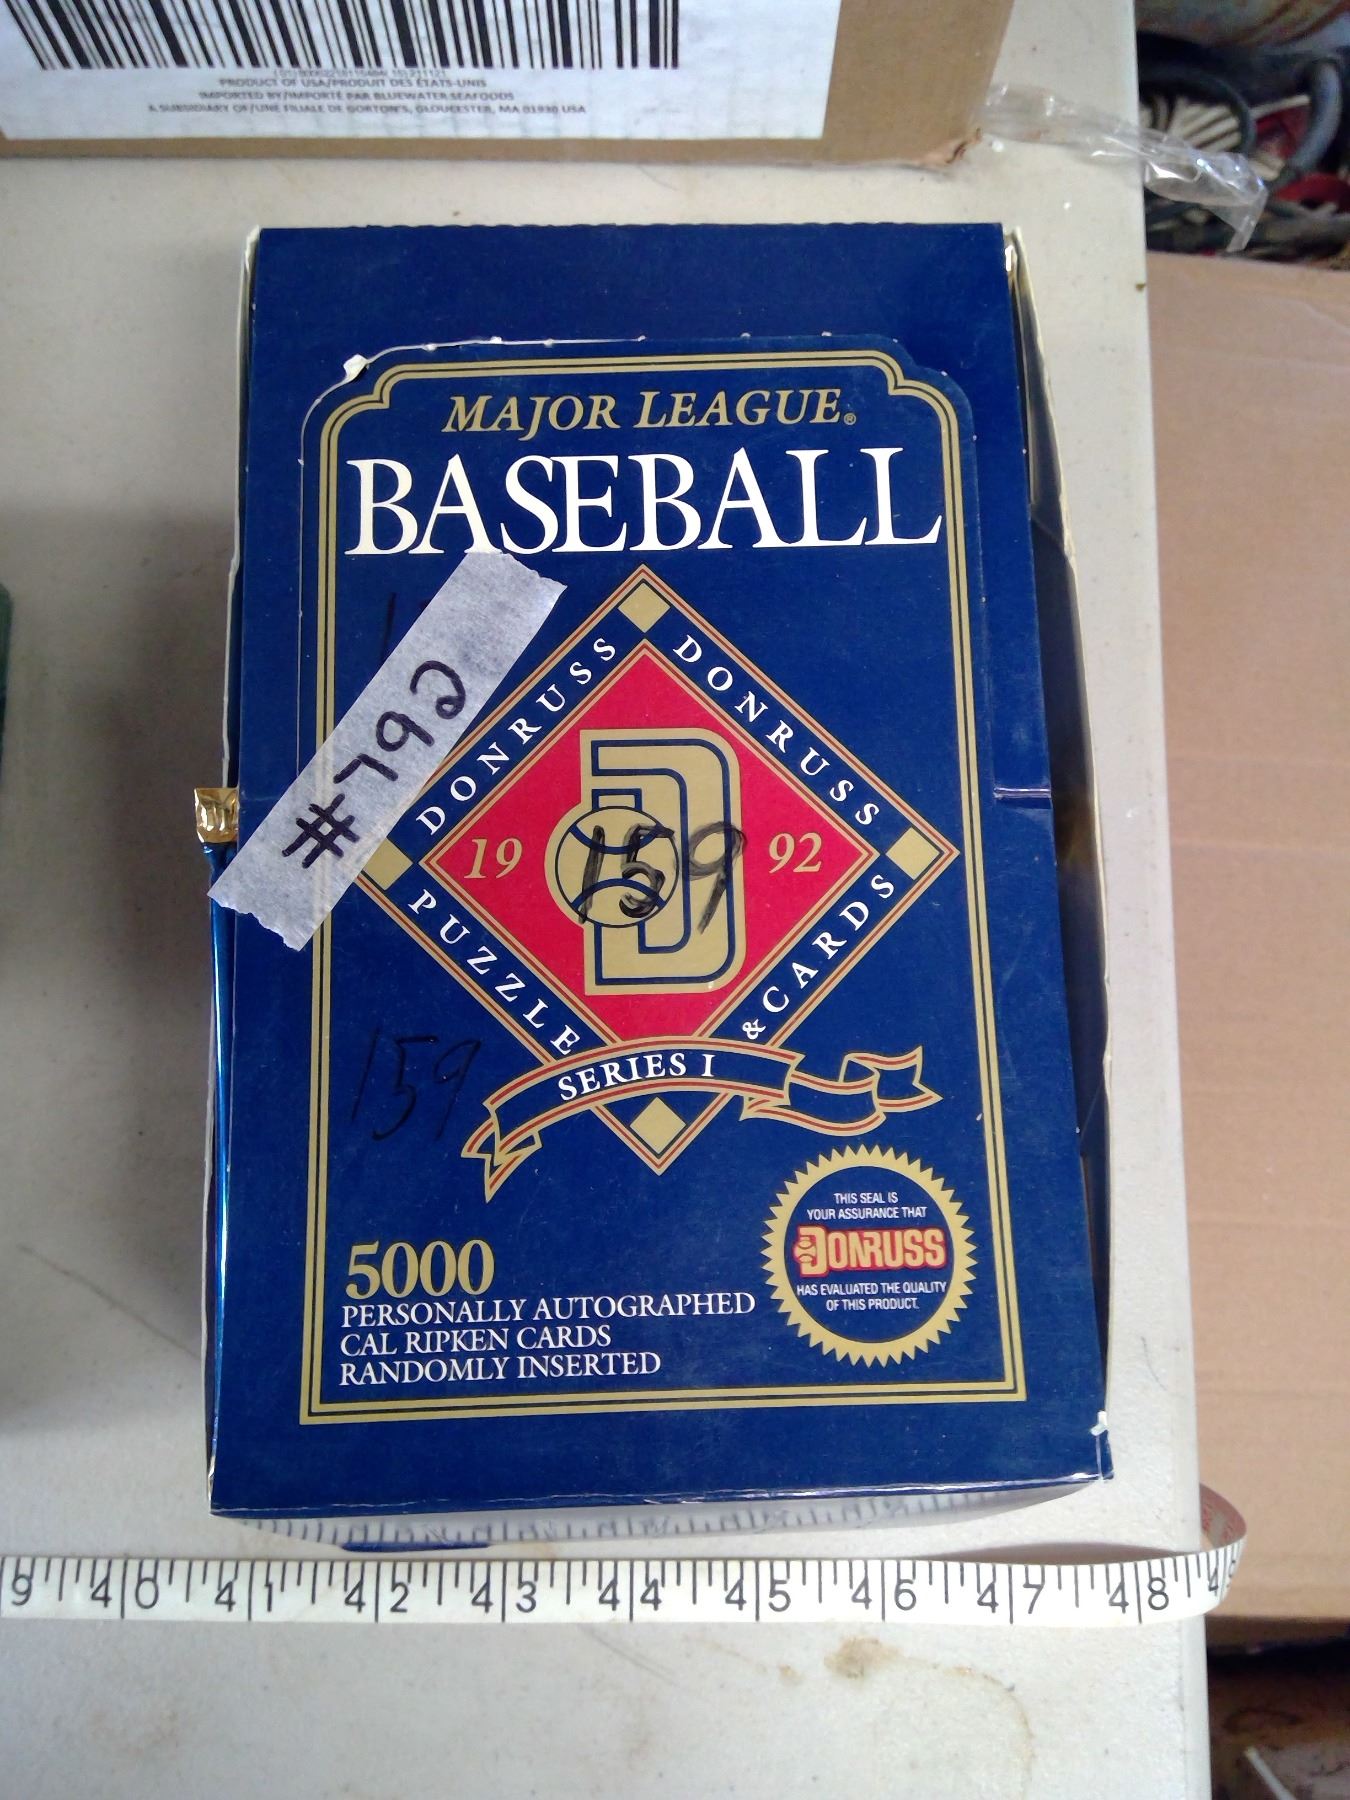 PRODUCT OF USA/PRODUIT DES ÉTATS-UNIS
IMPORTED BY/IMPORTÉ PAR BLUEWATER SEAFOODS
A SUBSIDIARY OF/UNE FILIALE DE GORTON'S, GLOUCESTER, MA 01930 USA
MAJOR LEAGUE®
BASEBALL
DONRUSS DONRUSS
19 92
159
PUZZLE & CARDS
SERIES I
159
5000
PERSONALLY AUTOGRAPHED
CAL RIPKEN CARDS
RANDOMLY INSERTED
THIS SEAL IS
YOUR ASSURANCE THAT
DONRUSS
HAS EVALUATED THE QUALITY
OF THIS PRODUCT.
9 40 41 42 43 44 45 46 47 48 4